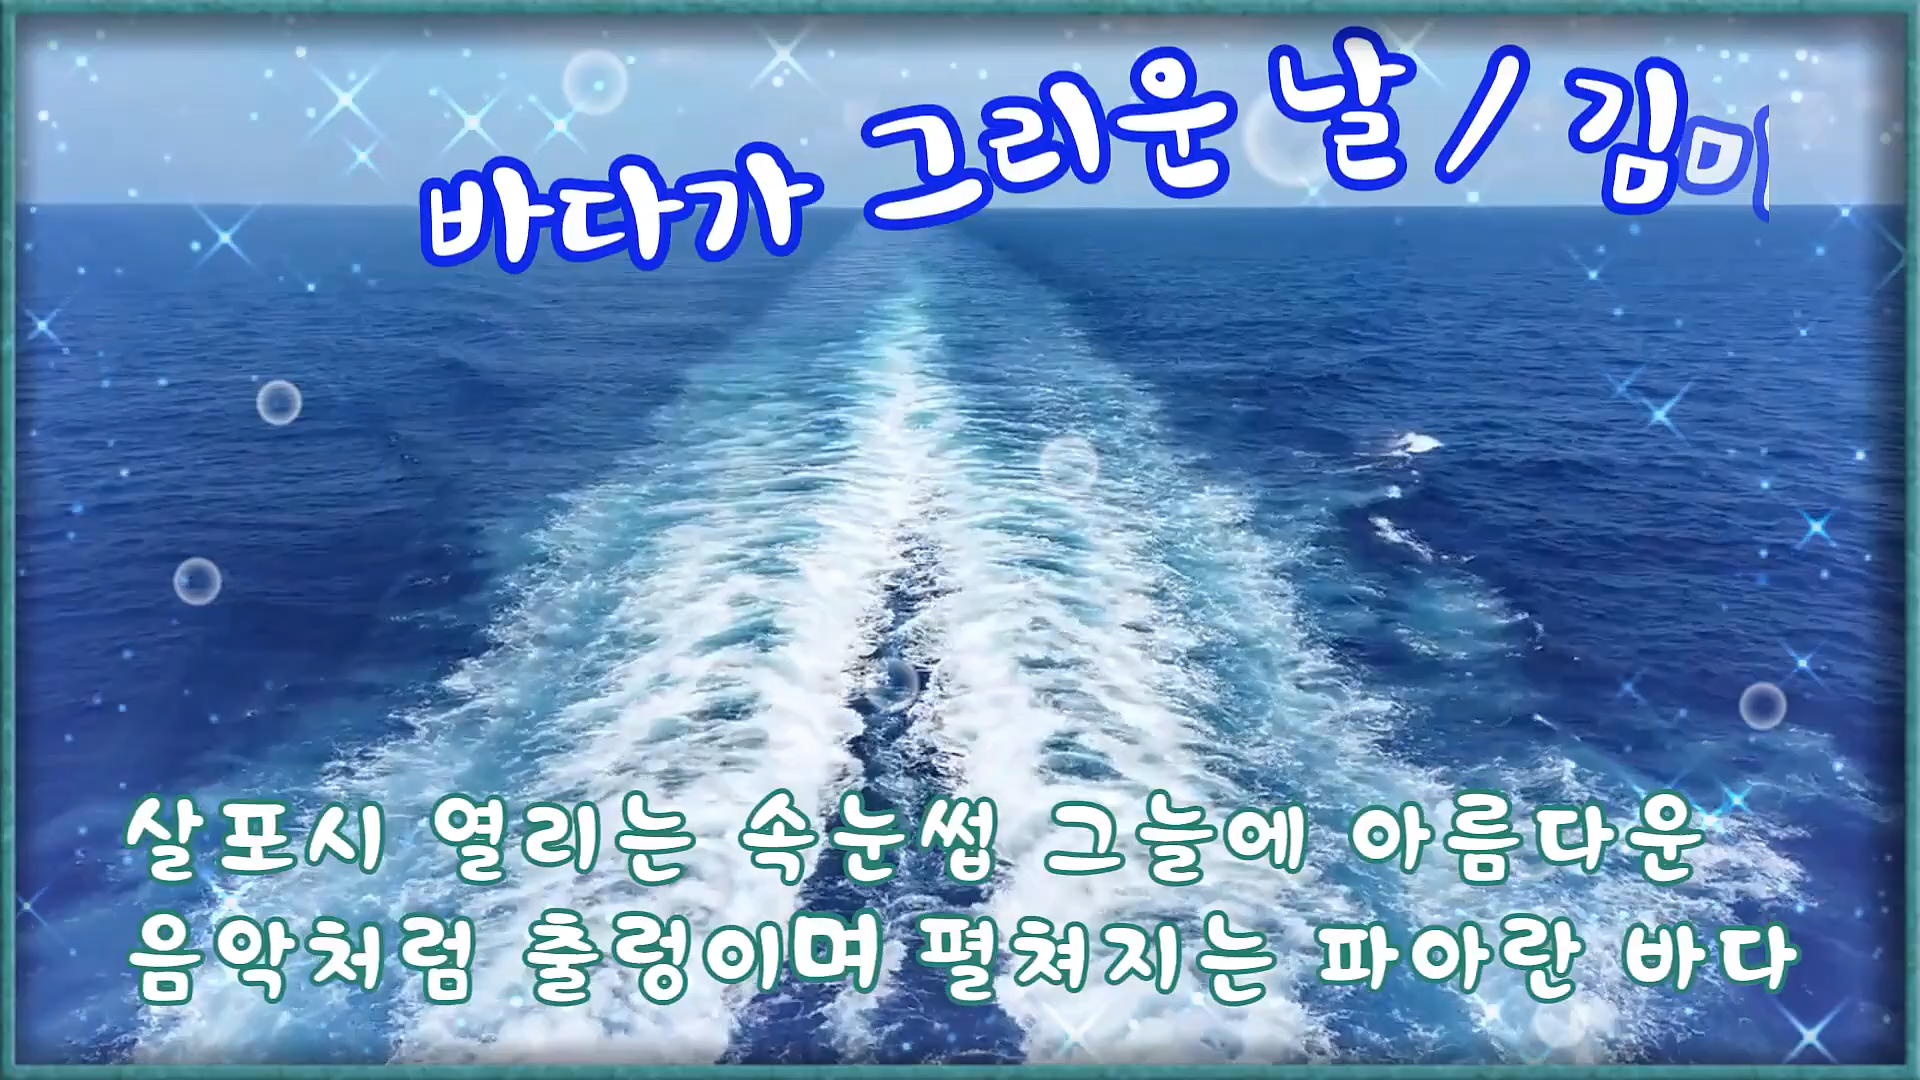 바다가 그리운 날 / 김미
살포시 열리는 속눈썹 그늘에 아름다운
음악처럼 출렁이며 펼쳐지는 파아란 바다